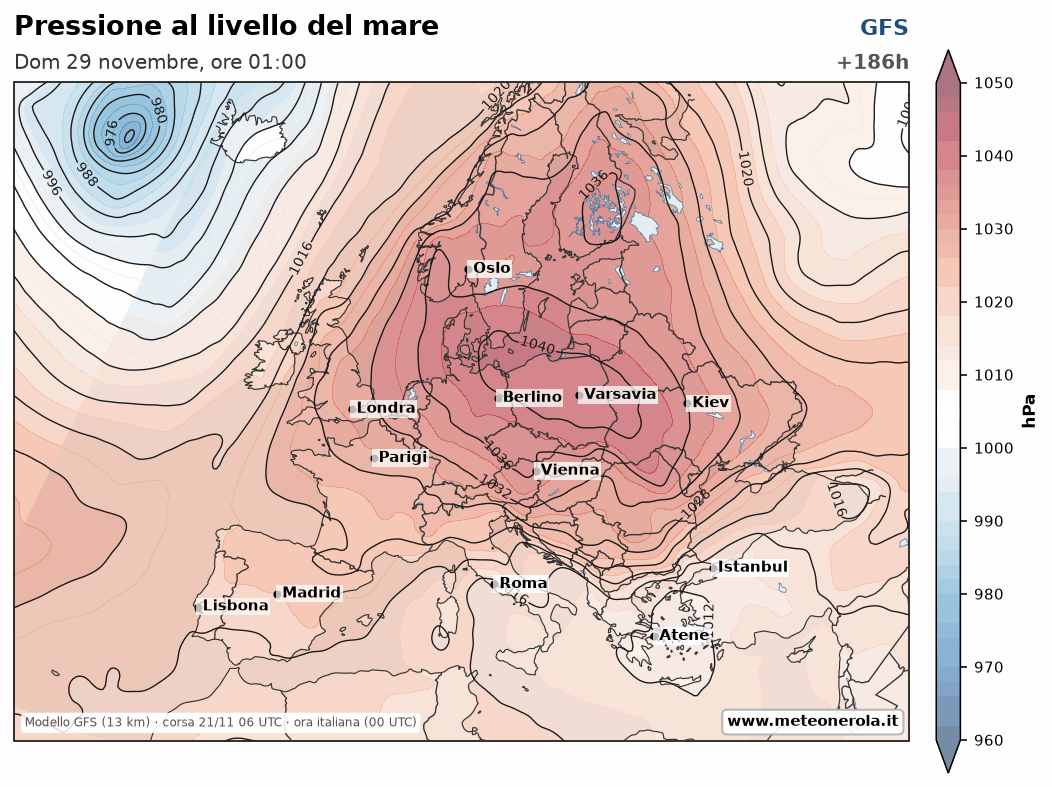 Pressione al livello del mare
GFS
Dom 29 novembre, ore 01:00
+186h
1050
1040
1030
1020
1010
1000
990
980
970
960
hPa
1020
976
980
988
996
1016
1036
1020
Oslo
1040
Berlino
Varsavia
Kiev
Londra
Parigi
1036
Vienna
1032
1028
1016
Istanbul
Roma
Madrid
Lisbona
1012
Atene
Modello GFS (13 km) · corsa 21/11 06 UTC · ora italiana (00 UTC)
www.meteonerola.it